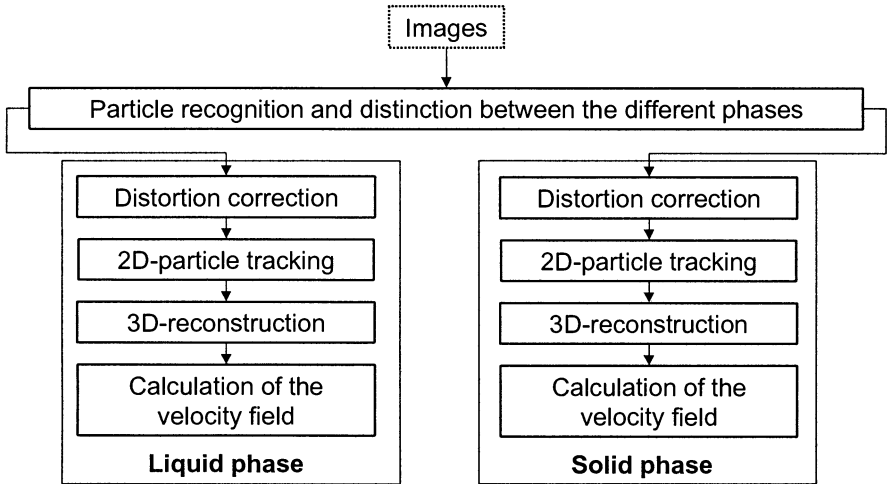 Images
Particle recognition and distinction between the different phases
Distortion correction
2D-particle tracking
3D-reconstruction
Calculation of the
velocity field
Liquid phase
Distortion correction
2D-particle tracking
3D-reconstruction
Calculation of the
velocity field
Solid phase